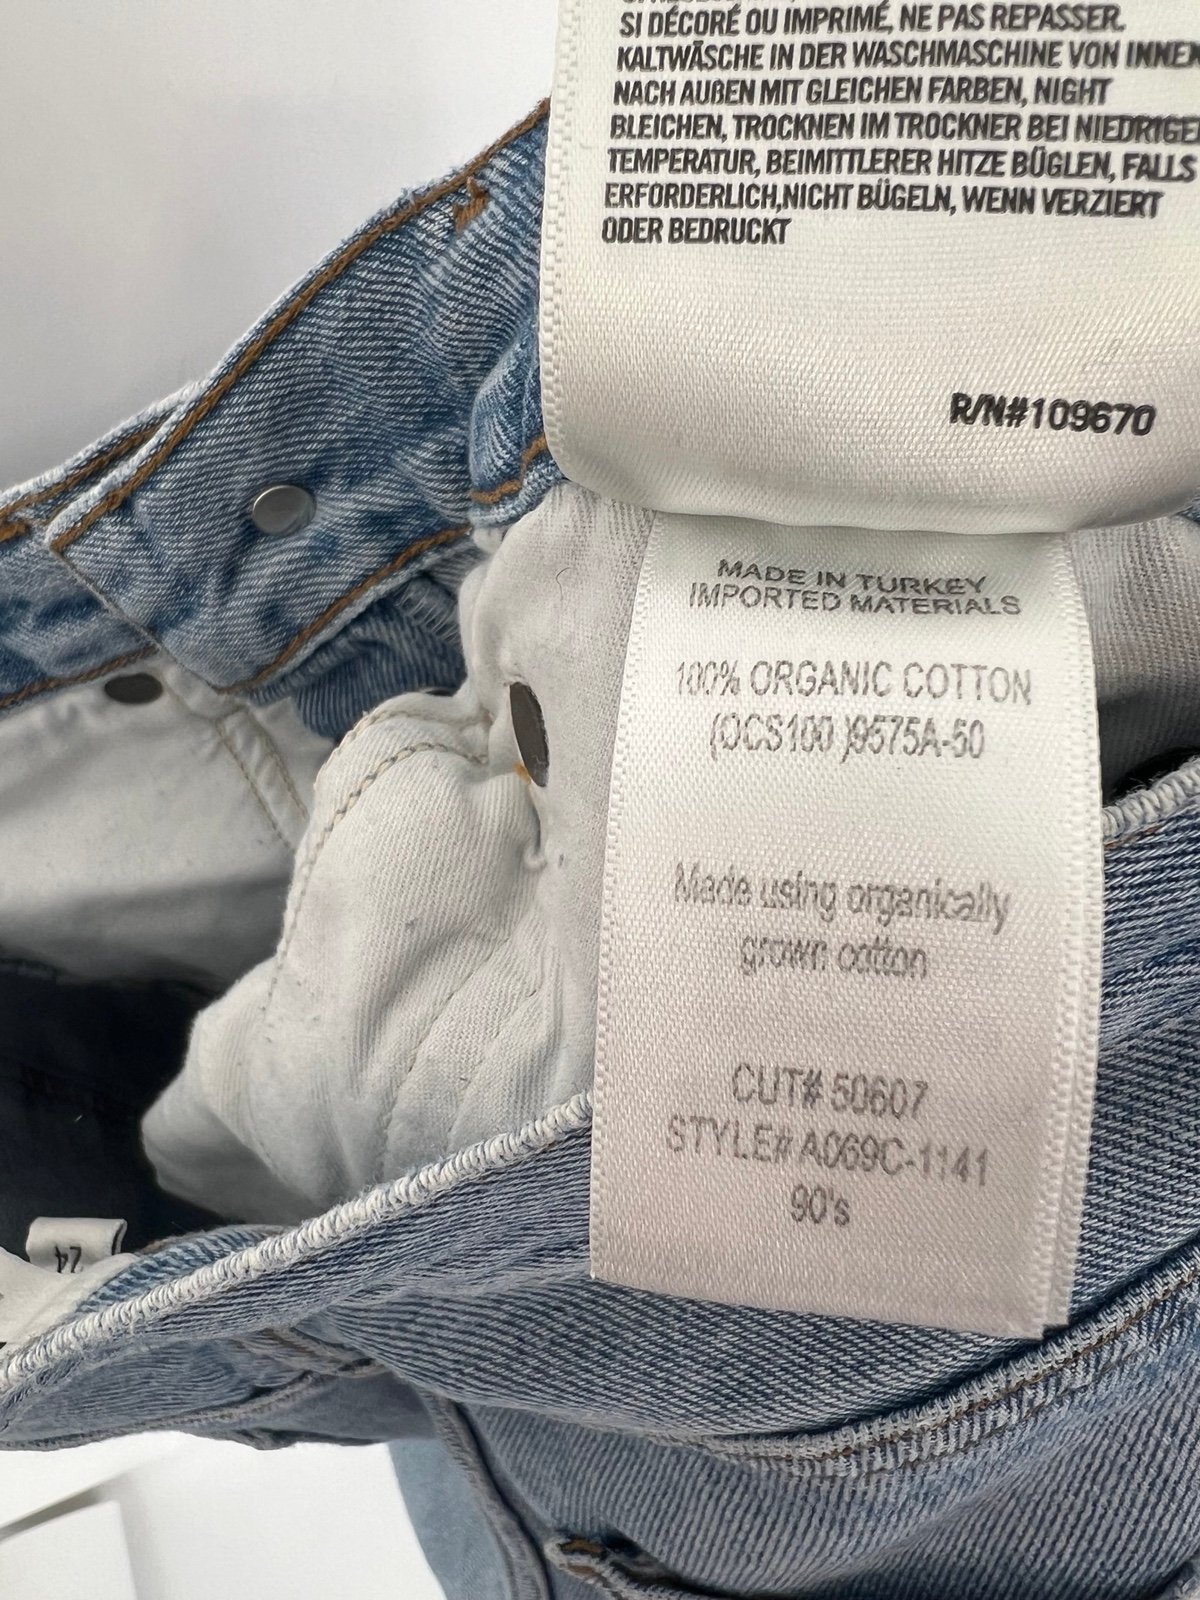 SI DÉCORÉ OU IMPRIMÉ, NE PAS REPASSER.
KALTWÄSCHE IN DER WASCHMASCHINE VON INNEN
NACH AUßEN MIT GLEICHEN FARBEN, NIGHT
BLEICHEN, TROCKNEN IM TROCKNER BEI NIEDRIGER
TEMPERATUR, BEIMITTLERER HITZE BÜGLEN, FALLS
ERFORDERLICH,NICHT BÜGELN, WENN VERZIERT
ODER BEDRUCKT
R/N#109670
MADE IN TURKEY
IMPORTED MATERIALS
100% ORGANIC COTTON
(OCS100 )9575A-50
Made using organically
grown cotton
CUT# 50607
STYLE# A069C-1141
90's
24